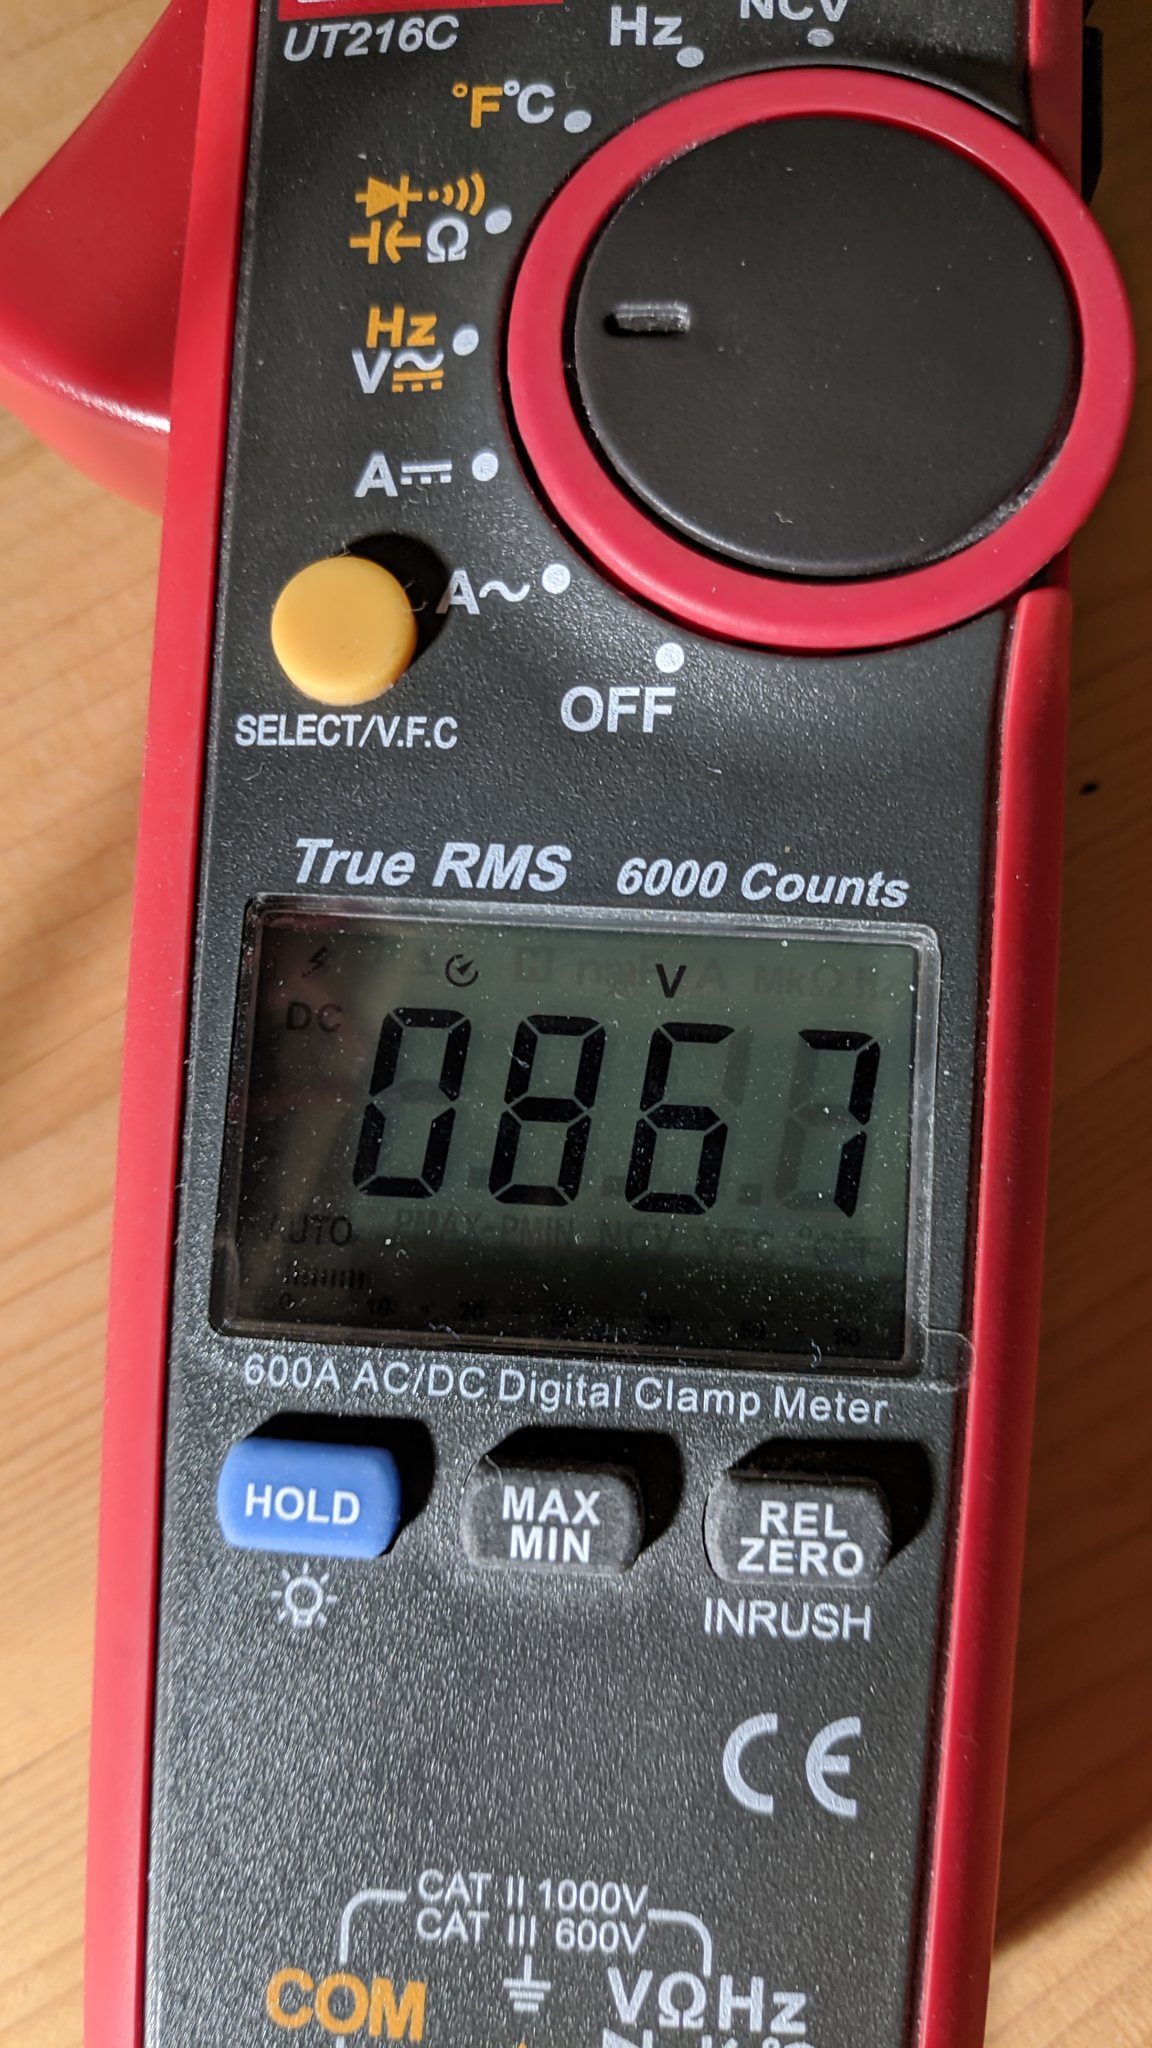 UT216C
Hz
NCV
°F°C
Ω
Hz
V
A
A~
OFF
SELECT/V.F.C
True RMS 6000 Counts
V
DC
0867
AUTO
600A AC/DC Digital Clamp Meter
HOLD
MAX
MIN
REL
ZERO
INRUSH
CE
CAT II 1000V
CAT III 600V
COM
VΩHz